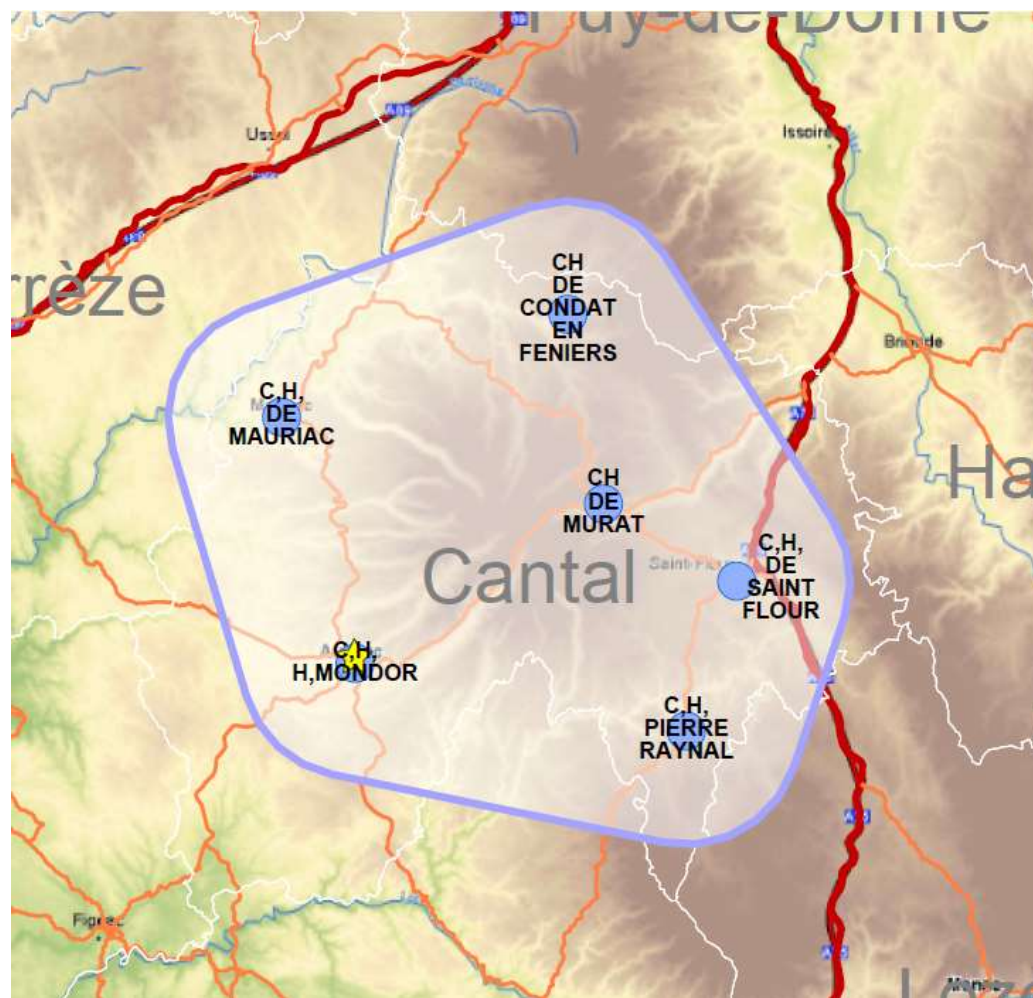 Puy-de-Dôme
Issoire
rrèze
CH
DE
CONDAT
EN
FENIERS
Brioude
C,H,
DE
MAURIAC
Ha
CH
DE
MURAT
Cantal
Saint-Flour
C,H,
DE
SAINT
FLOUR
C,H,
H,MONDOR
C,H,
PIERRE
RAYNAL
Figeac